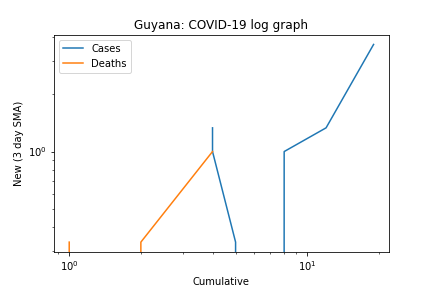 Guyana: COVID-19 log graph
Cases
Deaths
New (3 day SMA)
10⁰
10⁰
10¹
Cumulative